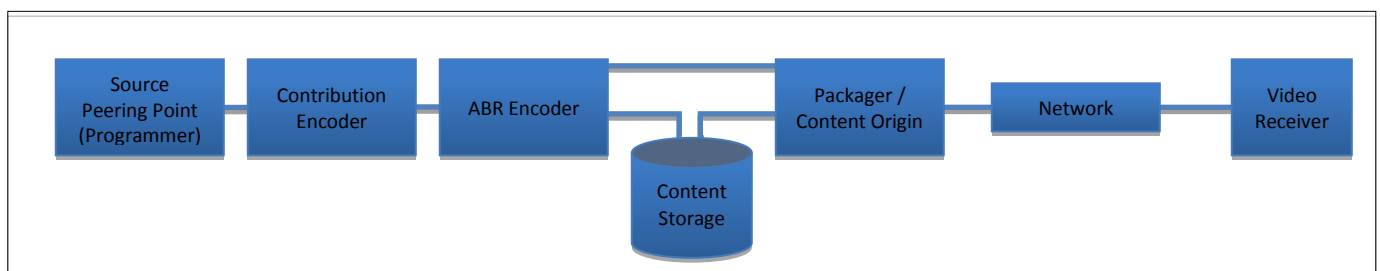 Source
Peering Point
(Programmer)
Contribution
Encoder
ABR Encoder
Content
Storage
Packager /
Content Origin
Network
Video
Receiver